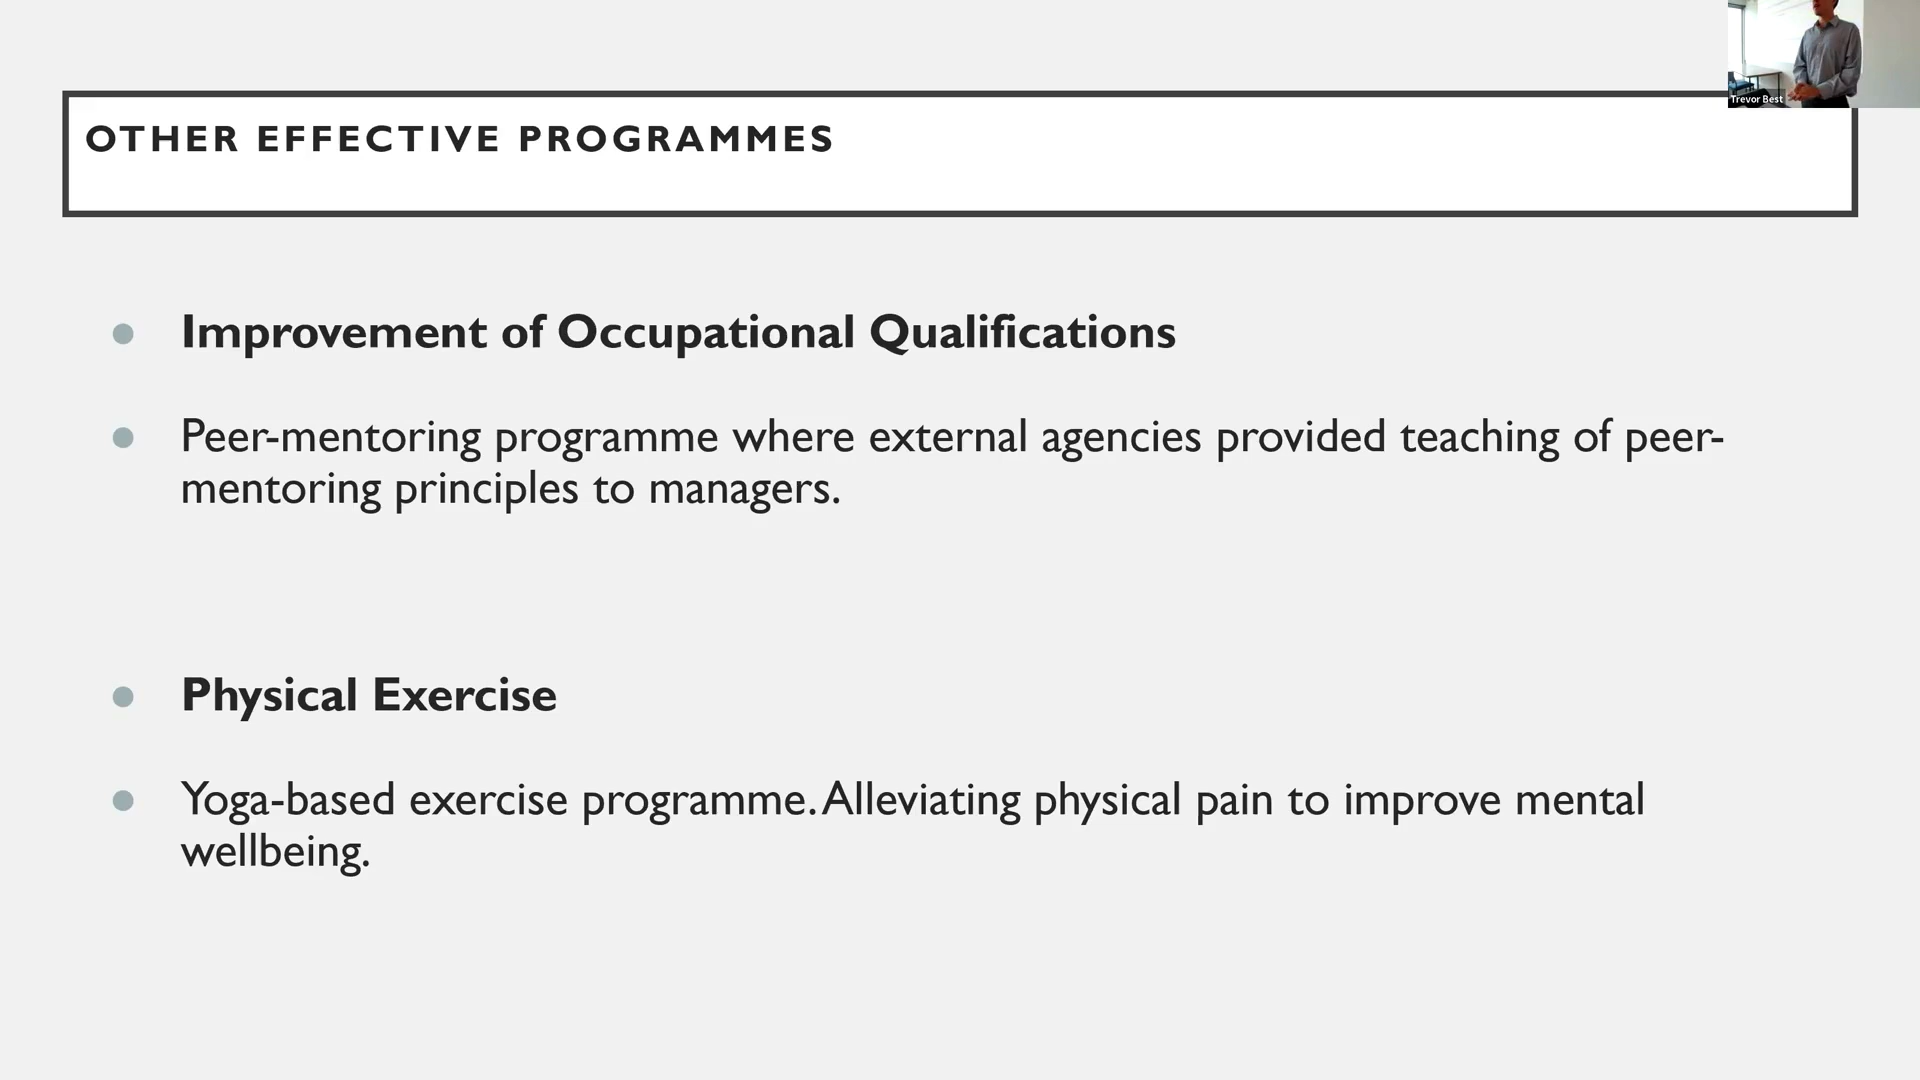 Trevor Best
OTHER EFFECTIVE PROGRAMMES
Improvement of Occupational Qualifications
Peer-mentoring programme where external agencies provided teaching of peer-
mentoring principles to managers.
Physical Exercise
Yoga-based exercise programme. Alleviating physical pain to improve mental
wellbeing.